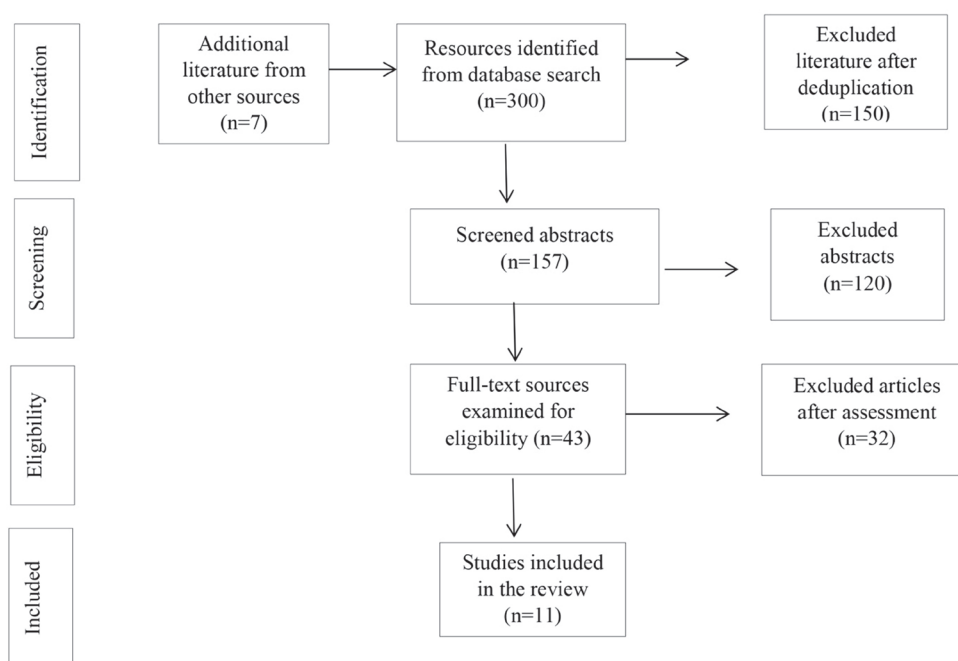 Identification
Additional
literature from
other sources
(n=7)
Resources identified
from database search
(n=300)
Excluded
literature after
deduplication
(n=150)
Screening
Screened abstracts
(n=157)
Excluded
abstracts
(n=120)
Eligibility
Full-text sources
examined for
eligibility (n=43)
Excluded articles
after assessment
(n=32)
Included
Studies included
in the review
(n=11)